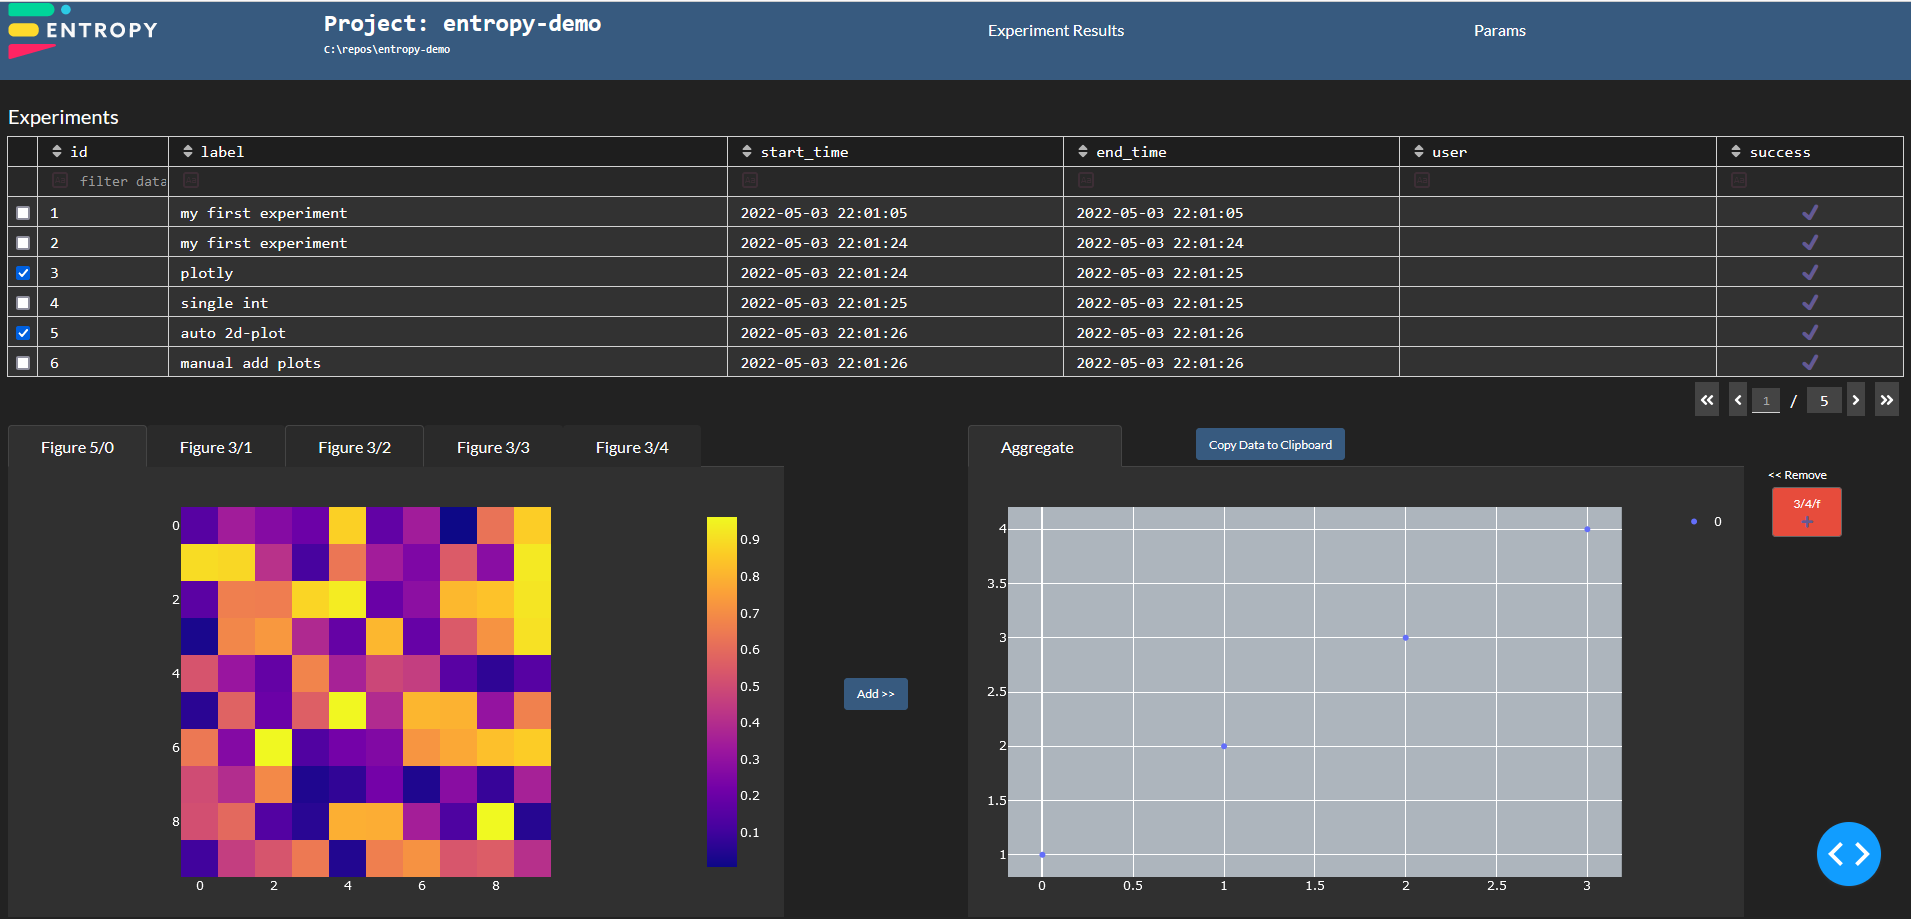 ENTROPY
Project: entropy-demo
C:\repos\entropy-demo
Experiment Results
Params
Experiments
id label start_time end_time user success
filter data
1 my first experiment 2022-05-03 22:01:05 2022-05-03 22:01:05
2 my first experiment 2022-05-03 22:01:24 2022-05-03 22:01:24
3 plotly 2022-05-03 22:01:24 2022-05-03 22:01:25
4 single int 2022-05-03 22:01:25 2022-05-03 22:01:25
5 auto 2d-plot 2022-05-03 22:01:26 2022-05-03 22:01:26
6 manual add plots 2022-05-03 22:01:26 2022-05-03 22:01:26
1 / 5
Figure 5/0 Figure 3/1 Figure 3/2 Figure 3/3 Figure 3/4
0
2
4
6
8
0 2 4 6 8
0.9
0.8
0.7
0.6
0.5
0.4
0.3
0.2
0.1
Add >>
Aggregate
Copy Data to Clipboard
4
3.5
3
2.5
2
1.5
1
0 0.5 1 1.5 2 2.5 3
0
<< Remove
3/4/f